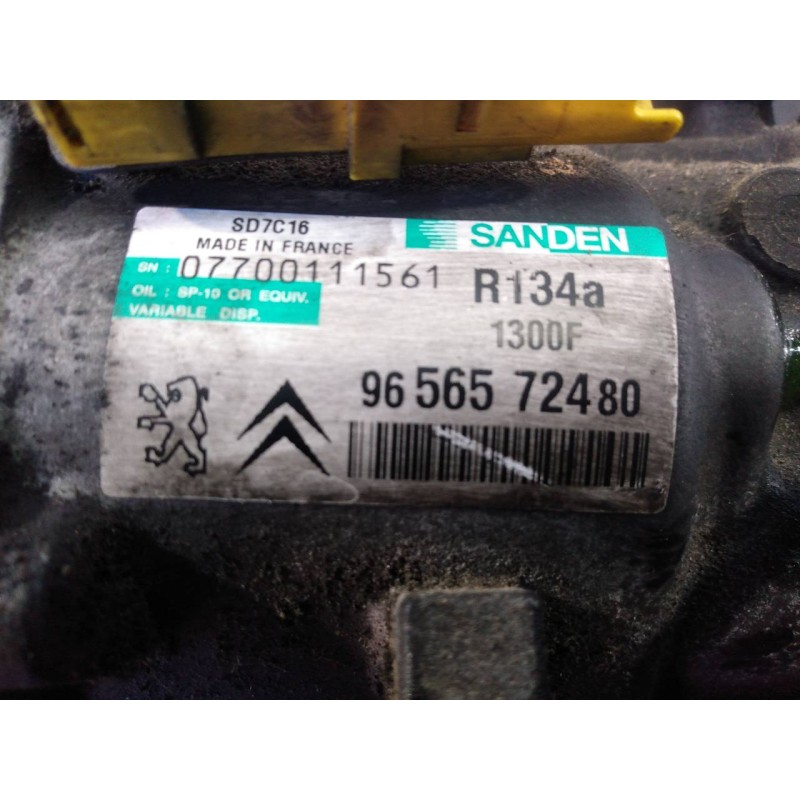 SD7C16
MADE IN FRANCE
SANDEN
SN : 07700111561
R134a
OIL : SP-10 OR EQUIV.
VARIABLE DISP.
1300F
96 565 724 80